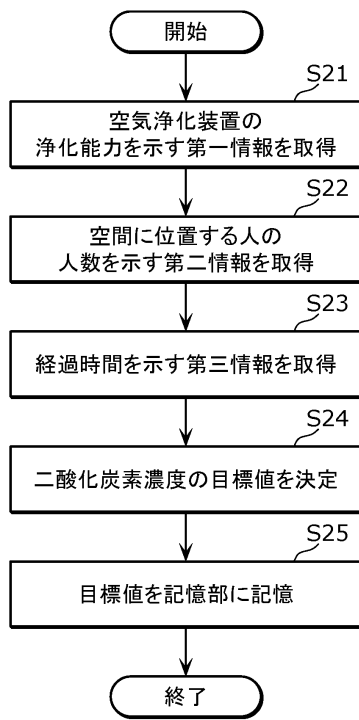 開始
S21
空気浄化装置の
浄化能力を示す第一情報を取得
S22
空間に位置する人の
人数を示す第二情報を取得
S23
経過時間を示す第三情報を取得
S24
二酸化炭素濃度の目標値を決定
S25
目標値を記憶部に記憶
終了